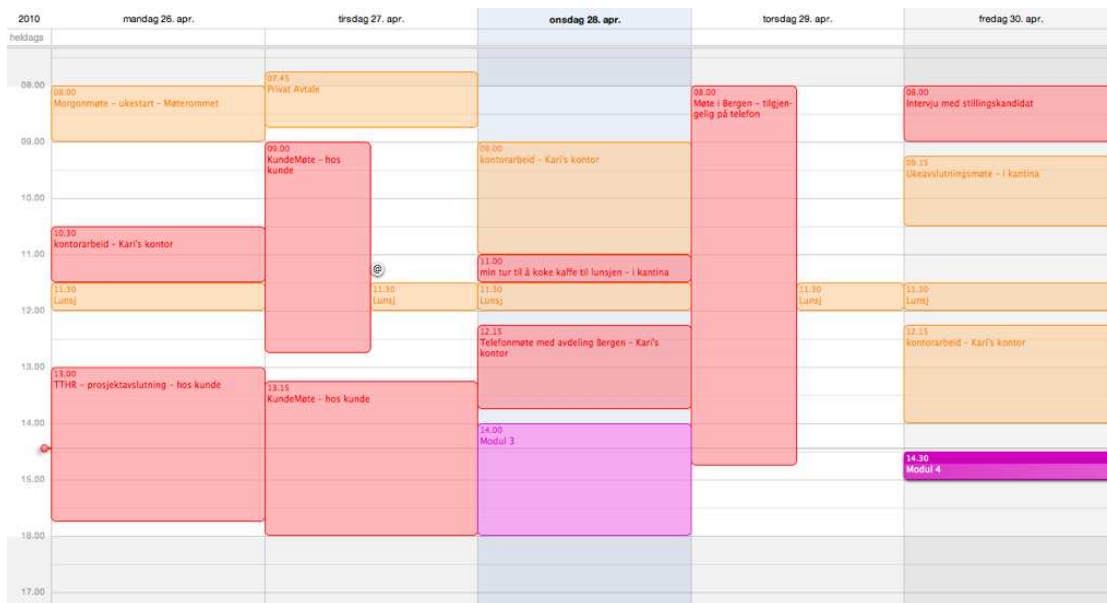 2010
mandag 26. apr.
tirsdag 27. apr.
onsdag 28. apr.
torsdag 29. apr.
fredag 30. apr.
heldags
08.00
09.00
10.00
11.00
12.00
13.00
14.00
15.00
16.00
17.00
08.00
Morgonmøte – ukestart – Møterommet
10.30
kontorarbeid – Kari's kontor
11.30
Lunsj
13.00
TTHR – prosjektavslutning – hos kunde
07.45
Privat Avtale
09.00
KundeMøte – hos
kunde
@
11.30
Lunsj
13.15
KundeMøte – hos kunde
09.00
kontorarbeid – Kari's kontor
11.00
min tur til å koke kaffe til lunsjen – i kantina
11.30
Lunsj
12.15
Telefonmøte med avdeling Bergen – Kari's
kontor
14.00
Modul 3
08.00
Møte i Bergen – tilgjen-
gelig på telefon
11.30
Lunsj
08.00
Intervju med stillingskandidat
09.15
Ukeavslutningsmøte – i kantina
11.30
Lunsj
12.15
kontorarbeid – Kari's kontor
14.30
Modul 4